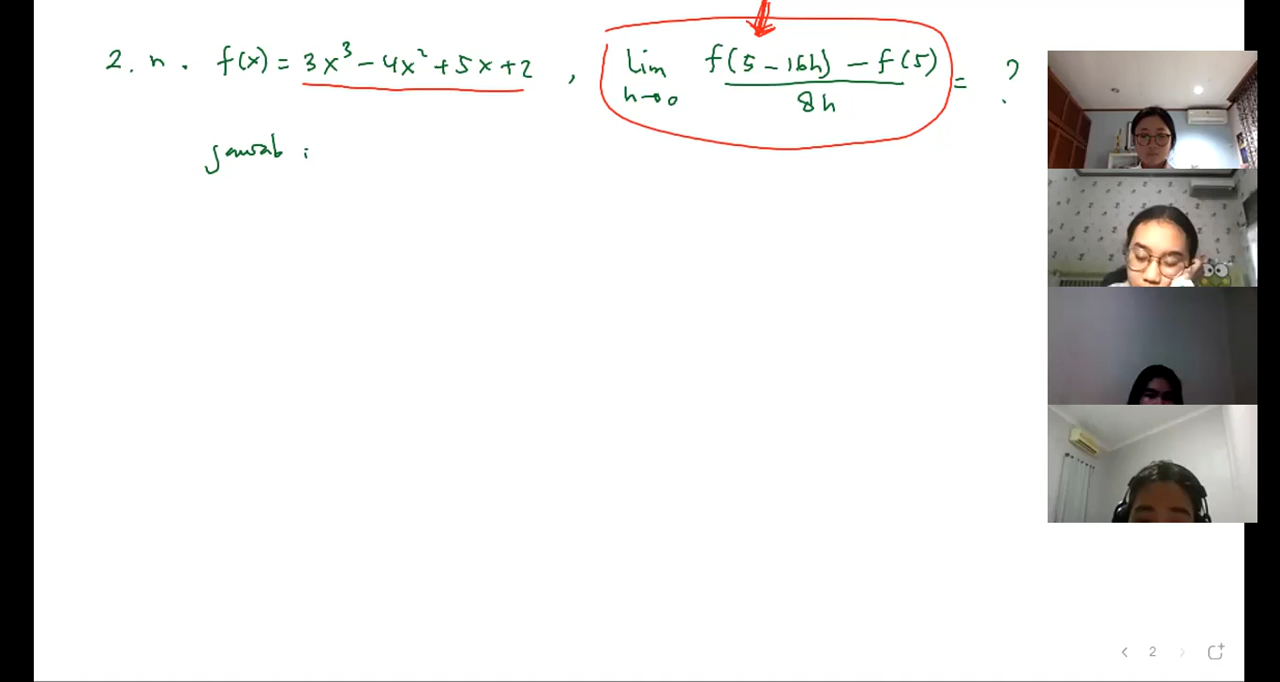 2. n. f(x) = 3x³ - 4x² + 5x + 2 , lim h→0 f(5 - 16h) - f(5) / 8h = ?
Jawab :
2